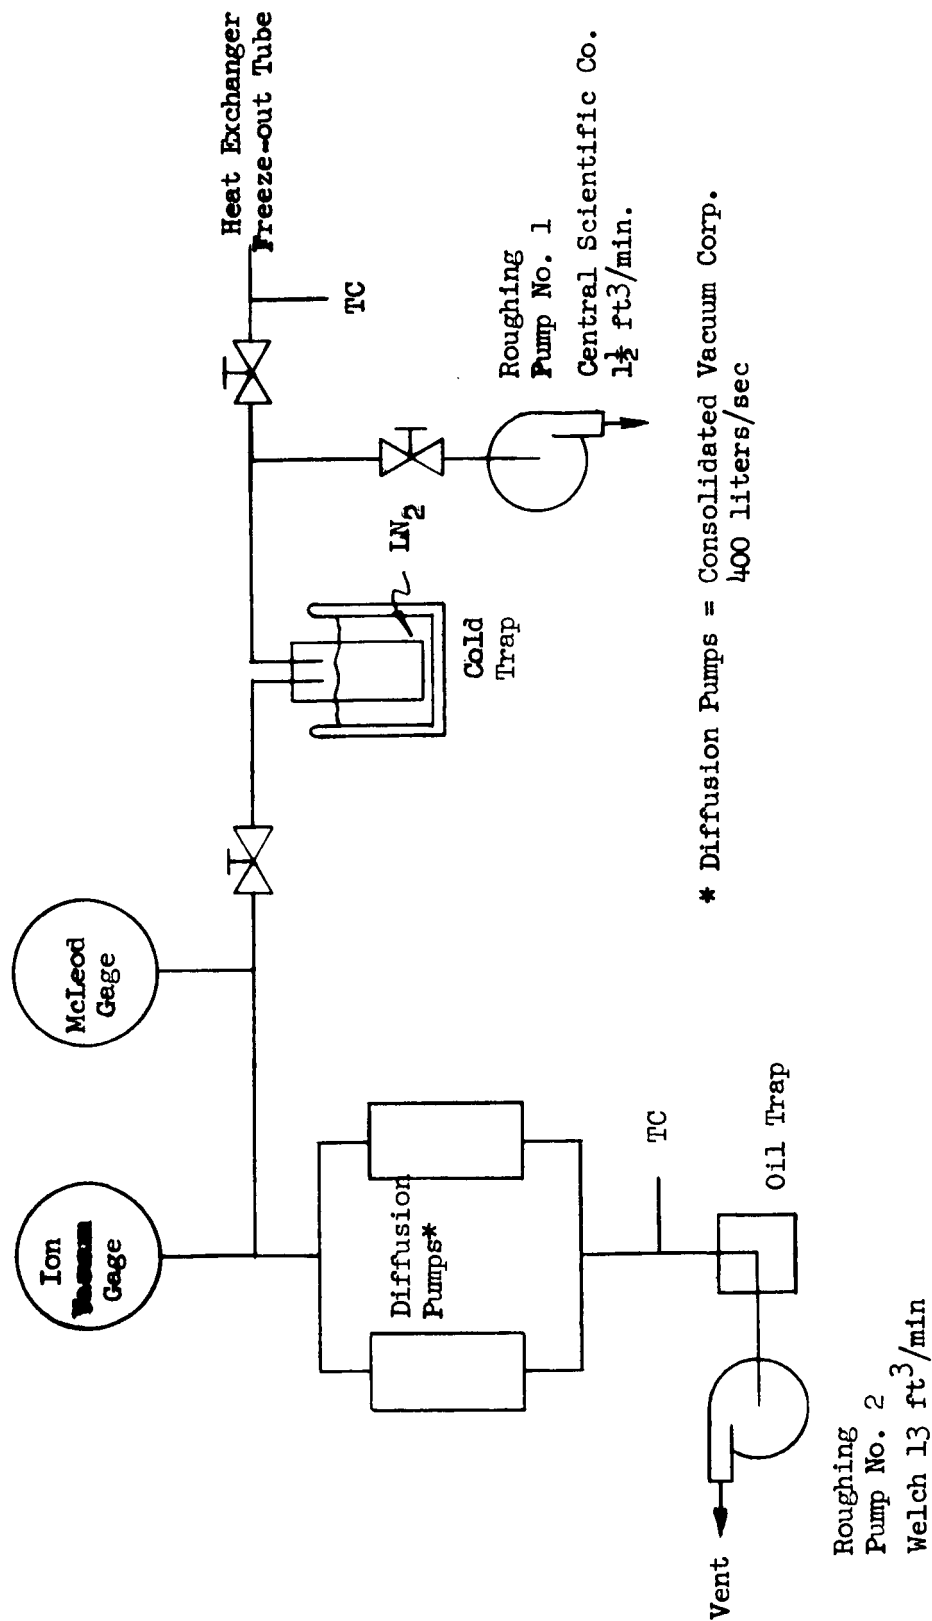 Heat Exchanger
Freeze-out Tube
TC
Roughing
Pump No. 1
Central Scientific Co.
1½ ft3/min.
LN2
Cold
Trap
McLeod
Gage
Ion
Gage
Diffusion
Pumps*
TC
Oil Trap
Vent
Roughing
Pump No. 2
Welch 13 ft³/min
* Diffusion Pumps = Consolidated Vacuum Corp.
400 liters/sec